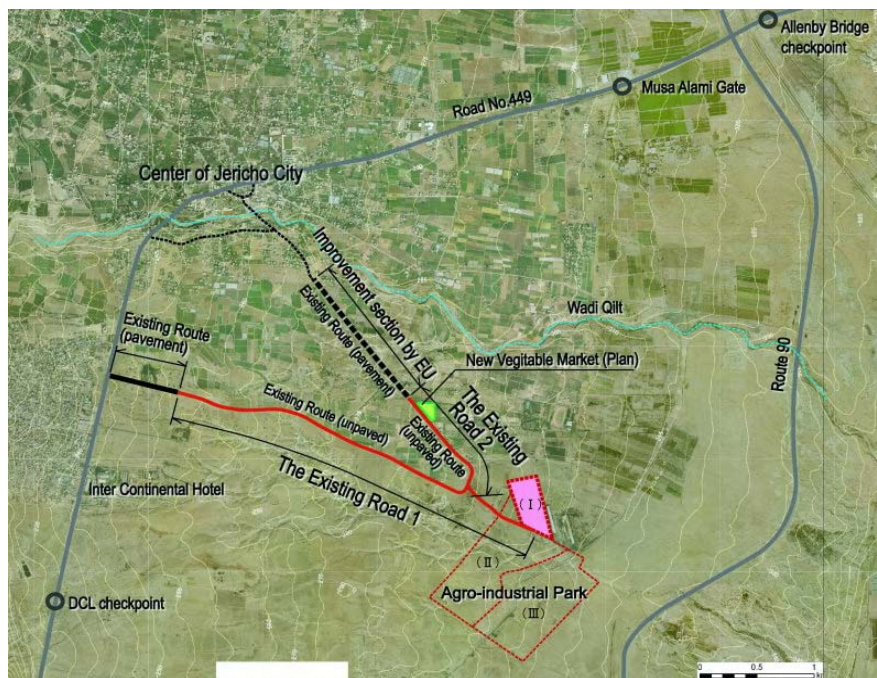 Allenby Bridge
checkpoint
Musa Alami Gate
Road No.449
Center of Jericho City
Improvement section by EU
Existing Route (pavement)
Wadi Qilt
Route 90
Existing Route
(pavement)
New Vegitable Market (Plan)
Existing Route (unpaved)
Existing Route
(unpaved)
The Existing
Road 2
The Existing Road 1
Inter Continental Hotel
(Ⅰ)
(Ⅱ)
Agro-industrial Park
(Ⅲ)
DCL checkpoint
0 0.5 1